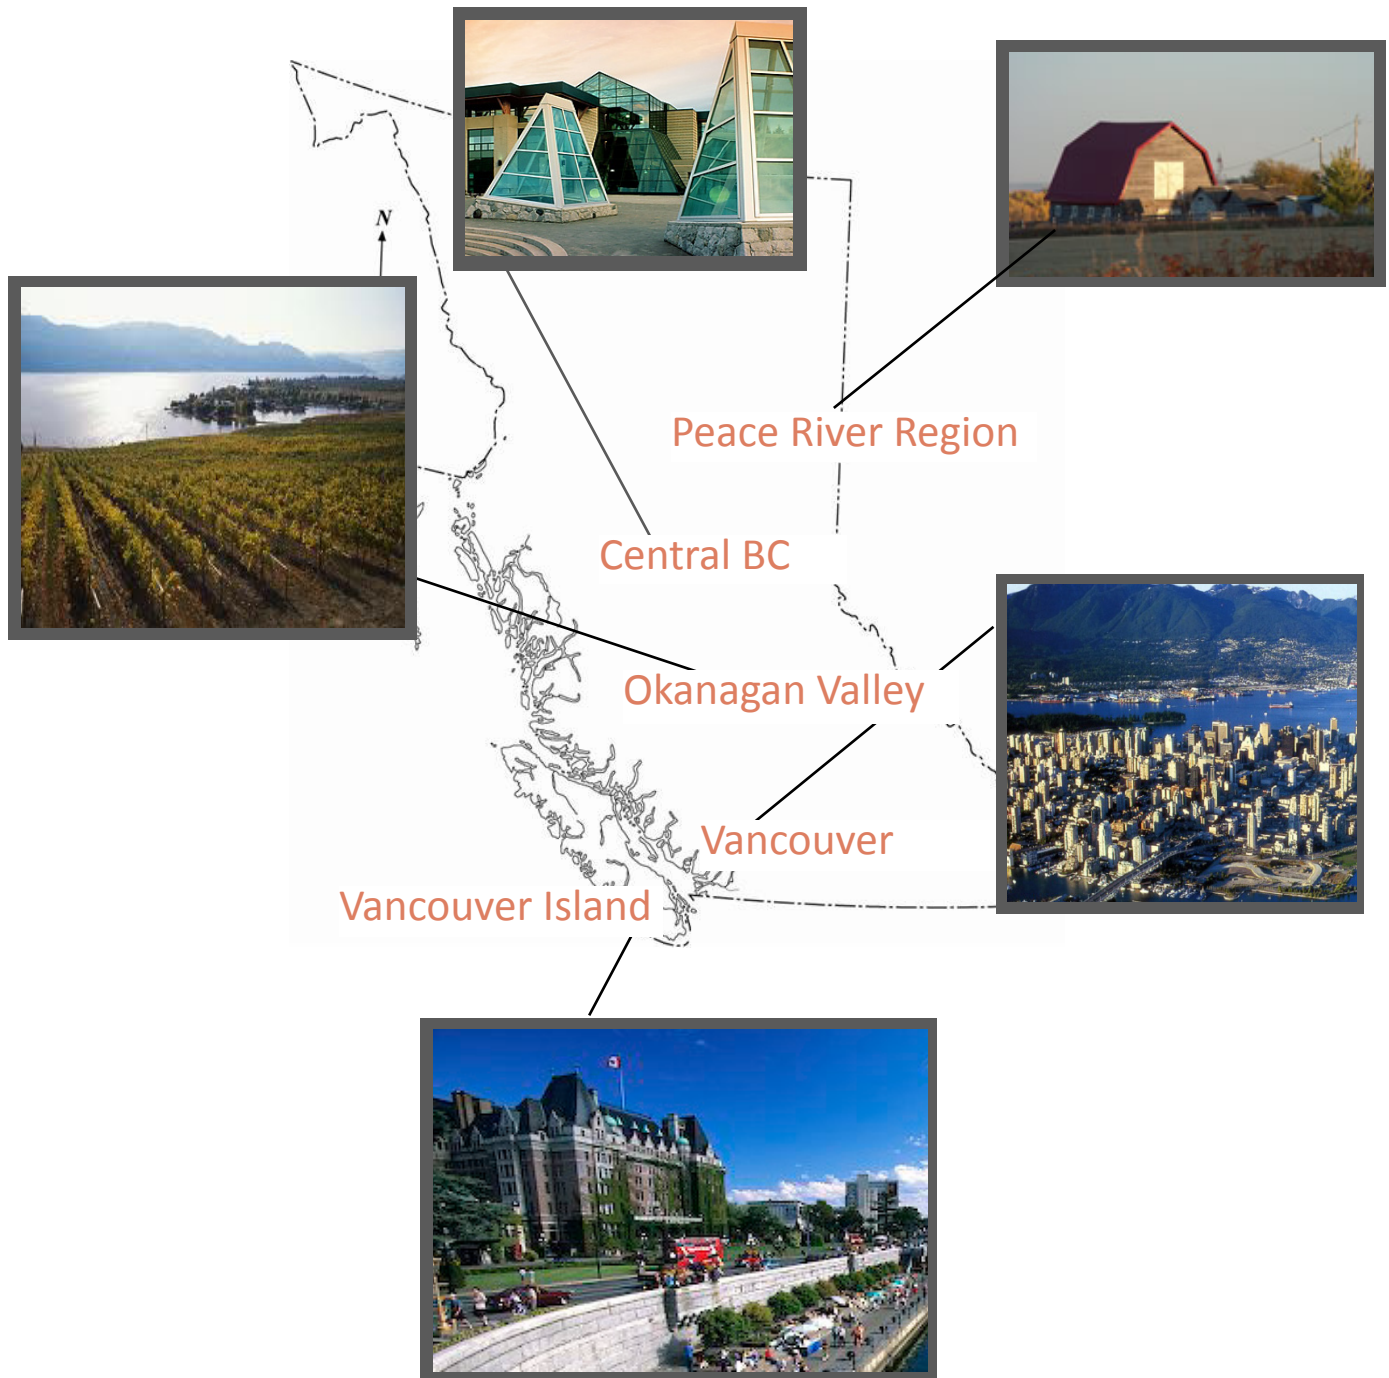 N
Peace River Region
Central BC
Okanagan Valley
Vancouver
Vancouver Island